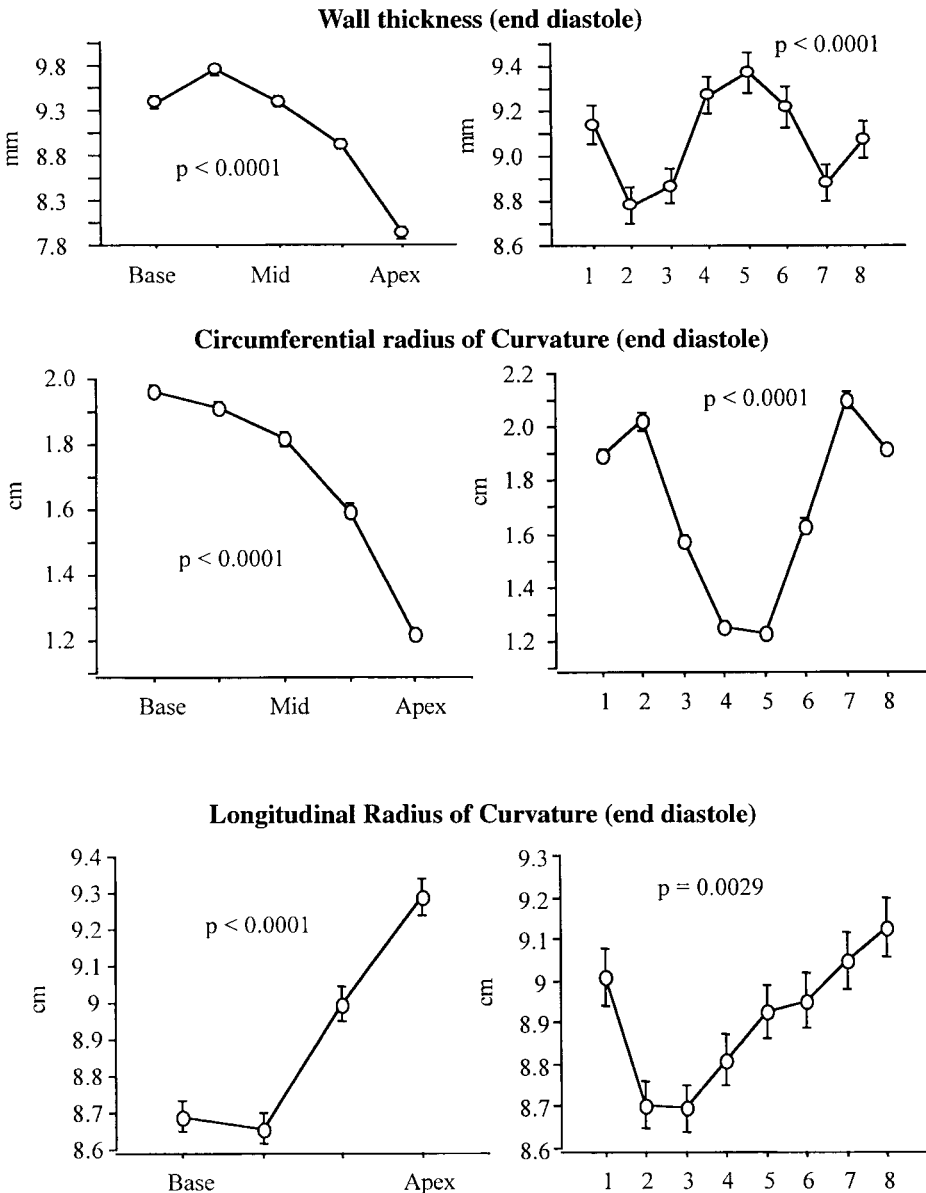 Wall thickness (end diastole)
mm
9.8
9.3
8.8
8.3
7.8
p < 0.0001
Base Mid Apex
mm
9.4
9.2
9.0
8.8
8.6
p < 0.0001
1 2 3 4 5 6 7 8
Circumferential radius of Curvature (end diastole)
cm
2.0
1.8
1.6
1.4
1.2
p < 0.0001
Base Mid Apex
cm
2.2
2.0
1.8
1.6
1.4
1.2
p < 0.0001
1 2 3 4 5 6 7 8
Longitudinal Radius of Curvature (end diastole)
cm
9.4
9.3
9.2
9.1
9
8.9
8.8
8.7
8.6
p < 0.0001
Base Apex
cm
9.3
9.2
9.1
9
8.9
8.8
8.7
8.6
p = 0.0029
1 2 3 4 5 6 7 8